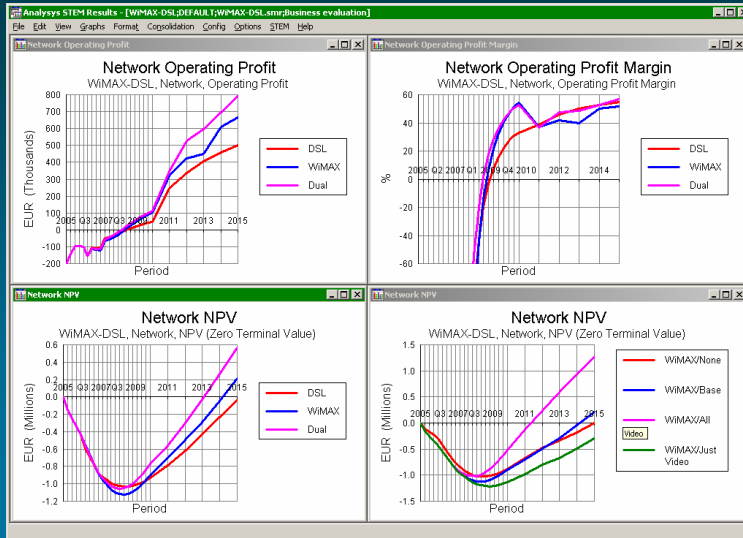 Analysys STEM Results - [WiMAX-DSL;DEFAULT;WiMAX-DSL.smr;Business evaluation]
File Edit View Graphs Format Consolidation Config Options STEM Help
Network Operating Profit
Network Operating Profit
WiMAX-DSL, Network, Operating Profit
EUR (Thousands)
800
700
600
500
400
300
200
100
0
-100
-200
2005 Q3 2007 Q3 2009 2011 2013 2015
Period
DSL
WiMAX
Dual
Network Operating Profit Margin
Network Operating Profit Margin
WiMAX-DSL, Network, Operating Profit Margin
%
60
40
20
0
-20
-40
-60
2005 Q2 2007 Q1 2009 Q4 2010 2012 2014
Period
DSL
WiMAX
Dual
Network NPV
Network NPV
WiMAX-DSL, Network, NPV (Zero Terminal Value)
EUR (Millions)
0.6
0.4
0.2
0.0
-0.2
-0.4
-0.6
-0.8
-1.0
-1.2
2005 Q3 2007 Q3 2009 2011 2013 2015
Period
DSL
WiMAX
Dual
Network NPV
Network NPV
WiMAX-DSL, Network, NPV (Zero Terminal Value)
EUR (Millions)
1.5
1.0
0.5
0.0
-0.5
-1.0
-1.5
2005 Q3 2007 Q3 2009 2011 2013 2015
Period
WiMAX/None
WiMAX/Base
WiMAX/All
Video
WiMAX/Just
Video